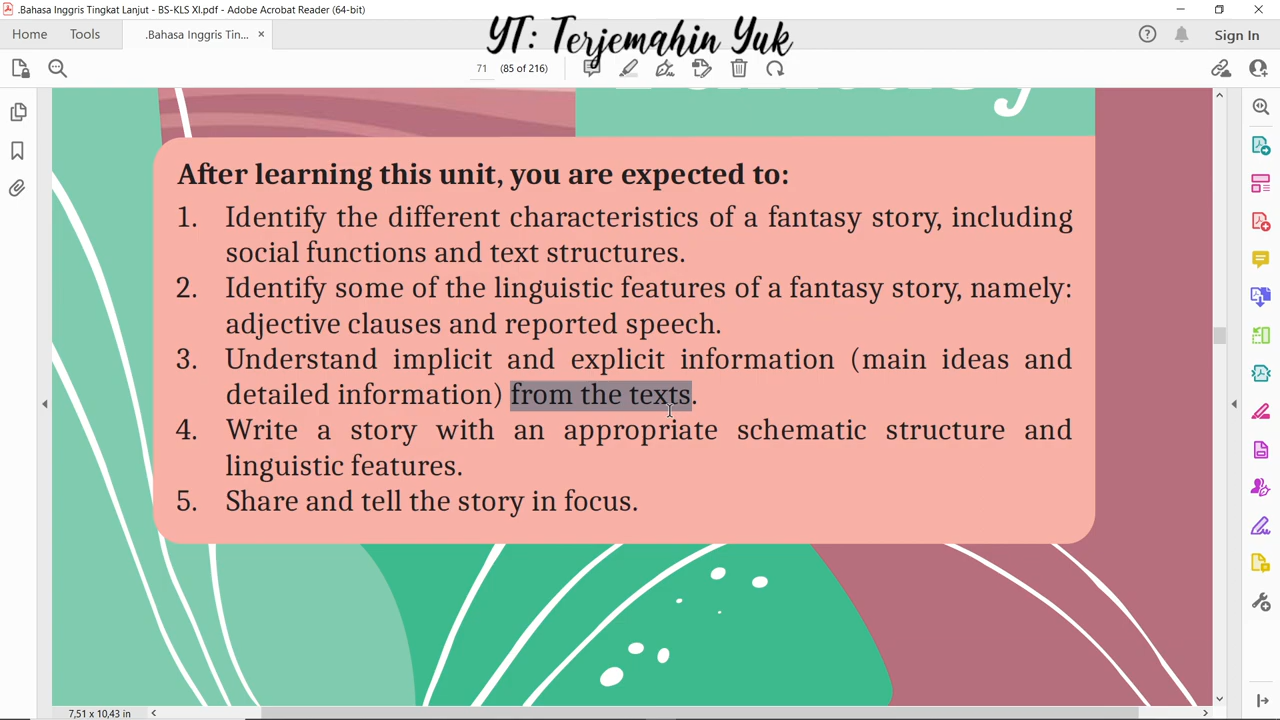 .Bahasa Inggris Tingkat Lanjut - BS-KLS XI.pdf - Adobe Acrobat Reader (64-bit)
YT: Terjemahin Yuk
Home Tools .Bahasa Inggris Tin... × Sign In
71 (85 of 216)
After learning this unit, you are expected to:
1. Identify the different characteristics of a fantasy story, including
social functions and text structures.
2. Identify some of the linguistic features of a fantasy story, namely:
adjective clauses and reported speech.
3. Understand implicit and explicit information (main ideas and
detailed information) from the texts.
4. Write a story with an appropriate schematic structure and
linguistic features.
5. Share and tell the story in focus.
7,51 x 10,43 in